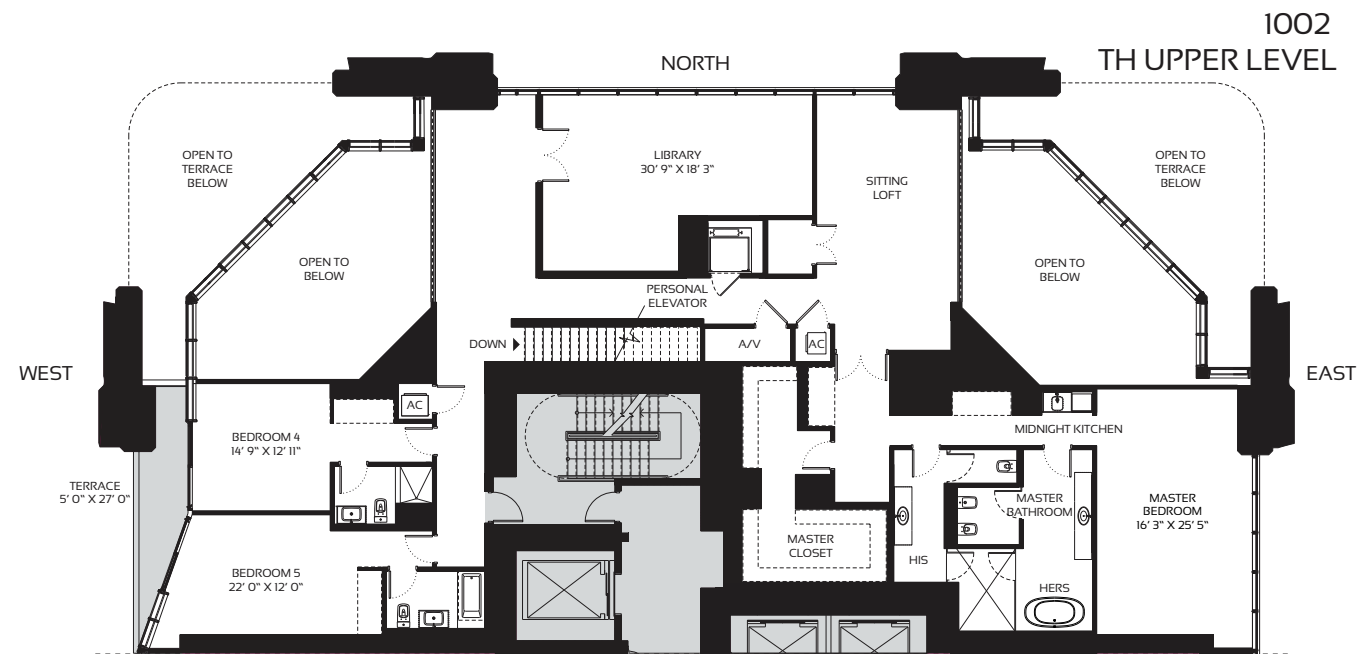 1002
TH UPPER LEVEL
NORTH
OPEN TO
TERRACE
BELOW
LIBRARY
30' 9" X 18' 3"
SITTING
LOFT
OPEN TO
TERRACE
BELOW
OPEN TO
BELOW
OPEN TO
BELOW
PERSONAL
ELEVATOR
DOWN
A/V
AC
WEST
EAST
AC
BEDROOM 4
14' 9" X 12' 11"
MIDNIGHT KITCHEN
TERRACE
5' 0" X 27' 0"
MASTER
BATHROOM
MASTER
BEDROOM
16' 3" X 25' 5"
MASTER
CLOSET
HIS
BEDROOM 5
22' 0" X 12' 0"
HERS